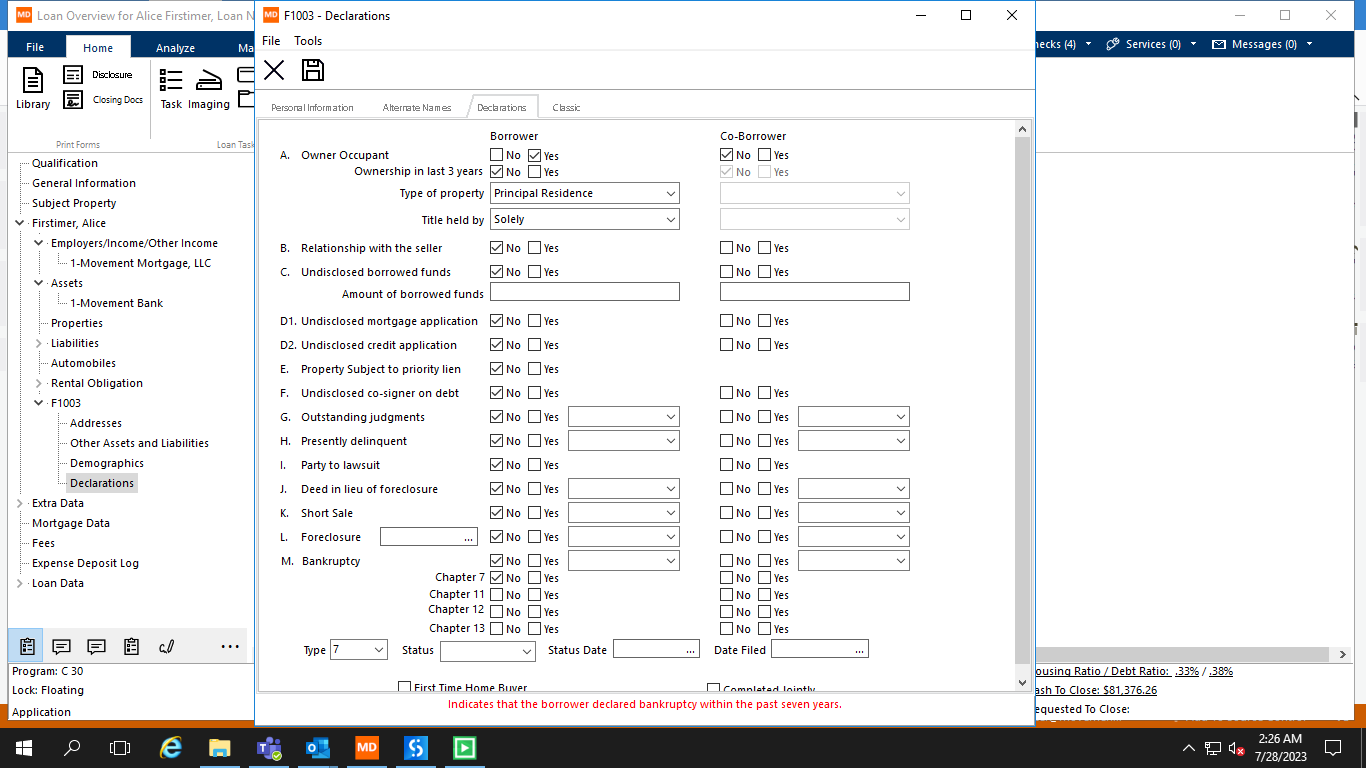 MD Loan Overview for Alice Firstimer, Loan N
MD F1003 - Declarations
File Home Analyze Ma
File Tools
hecks (4) Services (0) Messages (0)
Library Disclosure Closing Docs Task Imaging
Print Forms Loan Task
Personal Information Alternate Names Declarations Classic
Qualification
General Information
Subject Property
Firstimer, Alice
Employers/Income/Other Income
1-Movement Mortgage, LLC
Assets
1-Movement Bank
Properties
Liabilities
Automobiles
Rental Obligation
F1003
Addresses
Other Assets and Liabilities
Demographics
Declarations
Extra Data
Mortgage Data
Fees
Expense Deposit Log
Loan Data
...
Program: C 30
Lock: Floating
Application
Borrower Co-Borrower
A. Owner Occupant No Yes No Yes
Ownership in last 3 years No Yes No Yes
Type of property Principal Residence
Title held by Solely
B. Relationship with the seller No Yes No Yes
C. Undisclosed borrowed funds No Yes No Yes
Amount of borrowed funds
D1. Undisclosed mortgage application No Yes No Yes
D2. Undisclosed credit application No Yes No Yes
E. Property Subject to priority lien No Yes
F. Undisclosed co-signer on debt No Yes No Yes
G. Outstanding judgments No Yes No Yes
H. Presently delinquent No Yes No Yes
I. Party to lawsuit No Yes No Yes
J. Deed in lieu of foreclosure No Yes No Yes
K. Short Sale No Yes No Yes
L. Foreclosure ... No Yes No Yes
M. Bankruptcy No Yes No Yes
Chapter 7 No Yes No Yes
Chapter 11 No Yes No Yes
Chapter 12 No Yes No Yes
Chapter 13 No Yes No Yes
Type 7 Status Status Date ... Date Filed ...
First Time Home Buyer Completed Jointly
Indicates that the borrower declared bankruptcy within the past seven years.
ousing Ratio / Debt Ratio: .33% / .38%
ash To Close: $81,376.26
equested To Close:
MD
2:26 AM
7/28/2023